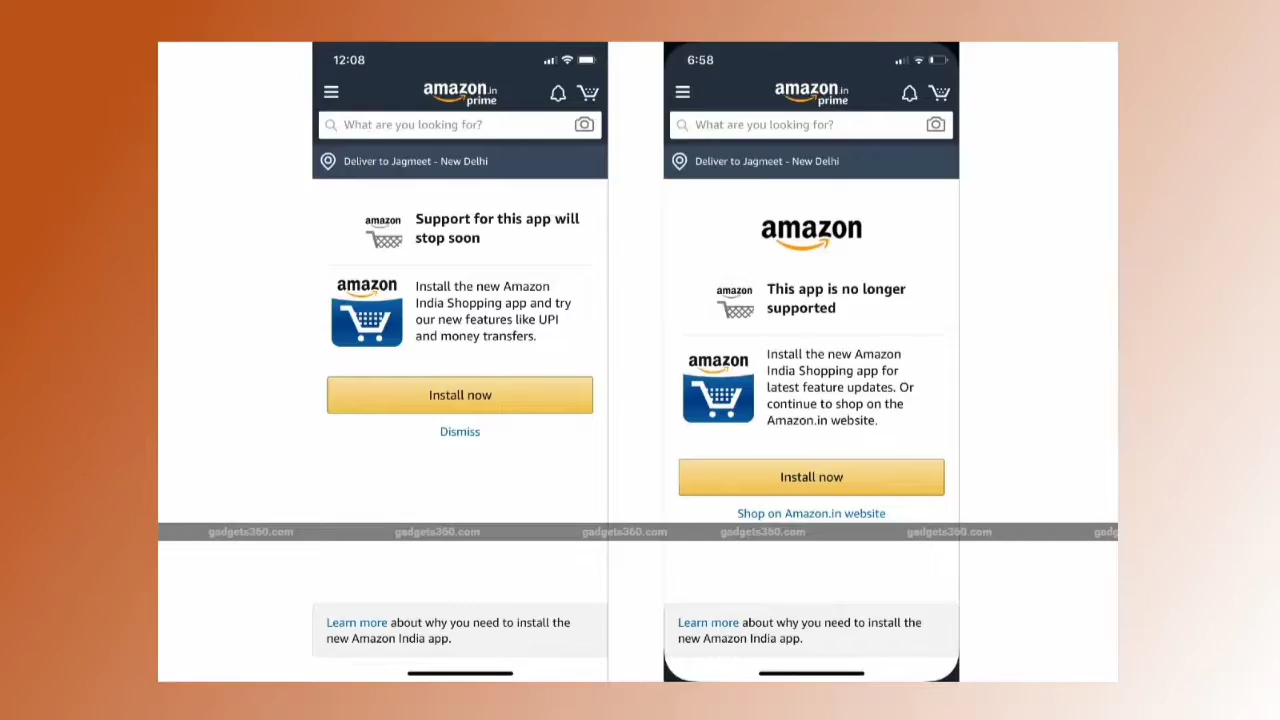 12:08
amazon.in
prime
What are you looking for?
Deliver to Jagmeet - New Delhi
amazon
Support for this app will
stop soon
amazon
Install the new Amazon
India Shopping app and try
our new features like UPI
and money transfers.
Install now
Dismiss
Learn more about why you need to install the
new Amazon India app.
6:58
amazon.in
prime
What are you looking for?
Deliver to Jagmeet - New Delhi
amazon
amazon
This app is no longer
supported
amazon
Install the new Amazon
India Shopping app for
latest feature updates. Or
continue to shop on the
Amazon.in website.
Install now
Shop on Amazon.in website
Learn more about why you need to install the
new Amazon India app.
gadgets360.com gadgets360.com gadgets360.com gadgets360.com gadgets360.com gadg